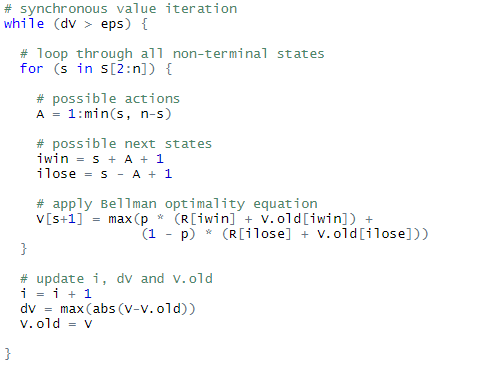 # synchronous value iteration
while (dV > eps) {
# loop through all non-terminal states
for (s in S[2:n]) {
# possible actions
A = 1:min(s, n-s)
# possible next states
iwin = s + A + 1
ilose = s - A + 1
# apply Bellman optimality equation
V[s+1] = max(p * (R[iwin] + V.old[iwin]) +
(1 - p) * (R[ilose] + V.old[ilose]))
}
# update i, dV and V.old
i = i + 1
dV = max(abs(V-V.old))
V.old = V
}